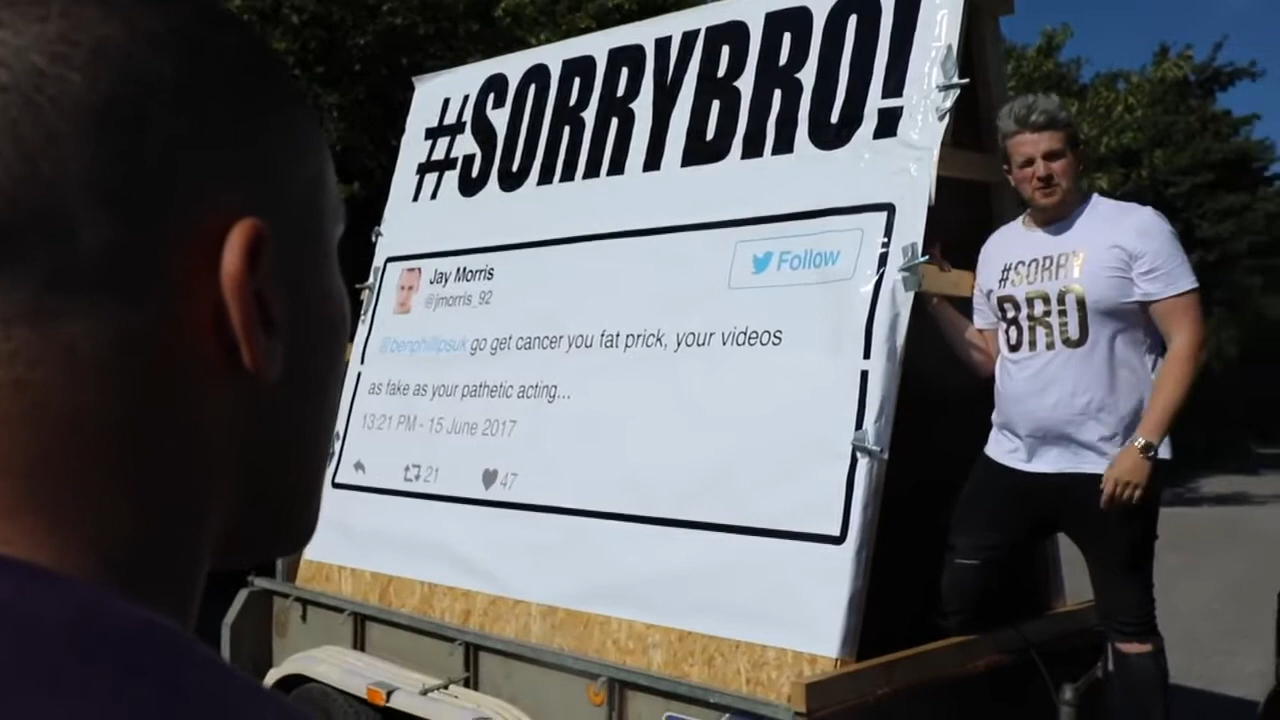 #SORRYBRO!
Jay Morris
@jmorris_92
Follow
@benphillipsuk go get cancer you fat prick, your videos
as fake as your pathetic acting...
13:21 PM - 15 June 2017
21
47
#SORRY
BRO